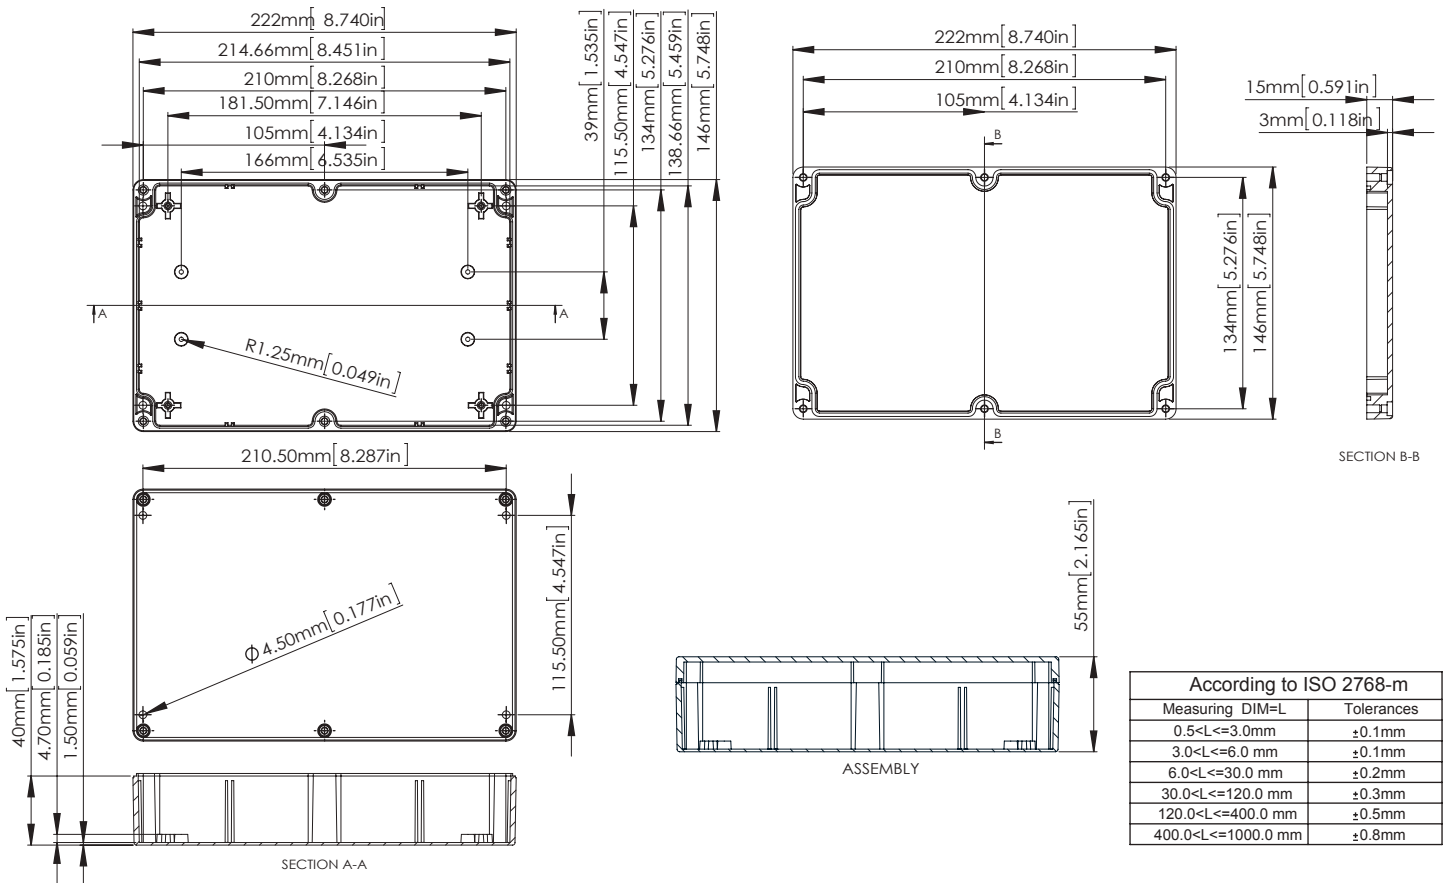 222mm[ 8.740in]
214.66mm[8.451in]
210mm[8.268in]
181.50mm[7.146in]
105mm[4.134in]
166mm[6.535in]
39mm[1.535in]
115.50mm[4.547in]
134mm[5.276in]
138.66mm[5.459in]
146mm[5.748in]
A
A
R1.25mm[0.049in]
222mm[8.740in]
210mm[8.268in]
105mm[4.134in]
B
134mm[5.276in]
146mm[5.748in]
B
15mm[0.591in]
3mm[0.118in]
SECTION B-B
210.50mm[8.287in]
115.50mm[4.547in]
Φ4.50mm[0.177in]
40mm[1.575in]
4.70mm[0.185in]
1.50mm[0.059in]
SECTION A-A
55mm[2.165in]
ASSEMBLY
According to ISO 2768-m
Measuring DIM=L Tolerances
0.5<L<=3.0mm ±0.1mm
3.0<L<=6.0 mm ±0.1mm
6.0<L<=30.0 mm ±0.2mm
30.0<L<=120.0 mm ±0.3mm
120.0<L<=400.0 mm ±0.5mm
400.0<L<=1000.0 mm ±0.8mm